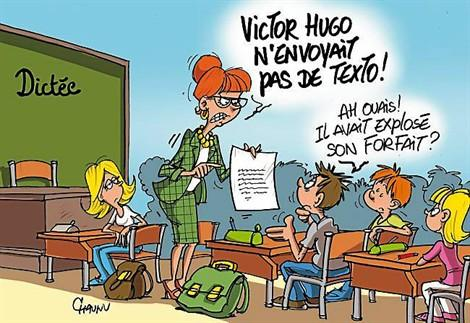 Dictée
VICTOR HUGO
N'ENVOYAIT
PAS DE TEXTO !
AH OUAIS !
IL AVAIT EXPLOSÉ
SON FORFAIT ?
CHAUNU